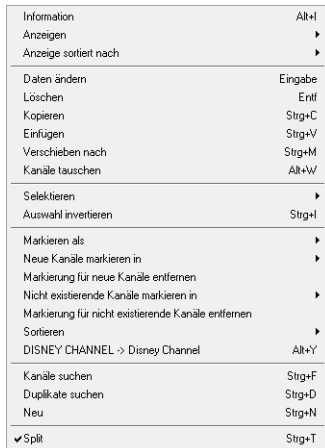 Information Alt+I
Anzeigen
Anzeige sortiert nach
Daten ändern Eingabe
Löschen Entf
Kopieren Strg+C
Einfügen Strg+V
Verschieben nach Strg+M
Kanäle tauschen Alt+W
Selektieren
Auswahl invertieren Strg+I
Markieren als
Neue Kanäle markieren in
Markierung für neue Kanäle entfernen
Nicht existierende Kanäle markieren in
Markierung für nicht existierende Kanäle entfernen
Sortieren
DISNEY CHANNEL -> Disney Channel Alt+Y
Kanäle suchen Strg+F
Duplikate suchen Strg+D
Neu Strg+N
Split Strg+T